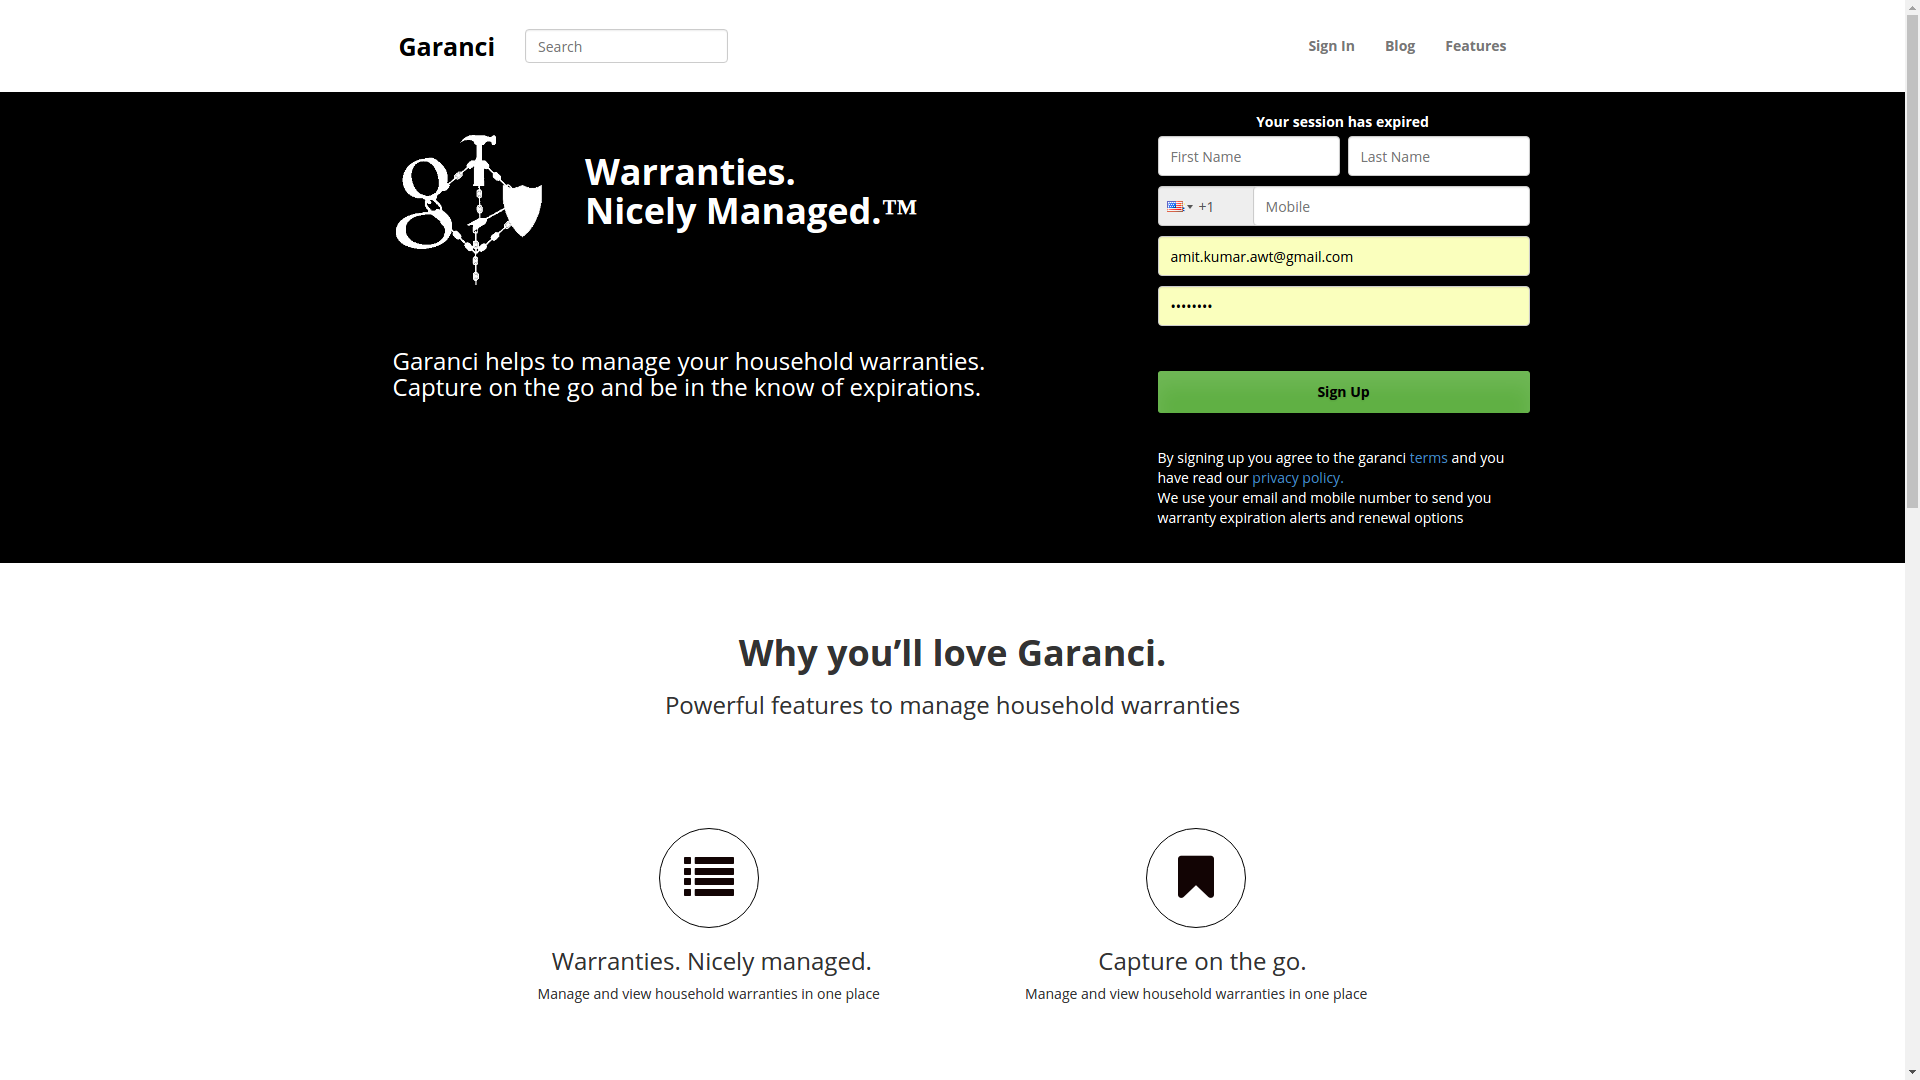 Garanci
Search
Sign In
Blog
Features
Warranties.
Nicely Managed.™
Garanci helps to manage your household warranties.
Capture on the go and be in the know of expirations.
Your session has expired
First Name
Last Name
+1
Mobile
amit.kumar.awt@gmail.com
••••••••
Sign Up
By signing up you agree to the garanci terms and you
have read our privacy policy.
We use your email and mobile number to send you
warranty expiration alerts and renewal options
Why you’ll love Garanci.
Powerful features to manage household warranties
Warranties. Nicely managed.
Manage and view household warranties in one place
Capture on the go.
Manage and view household warranties in one place